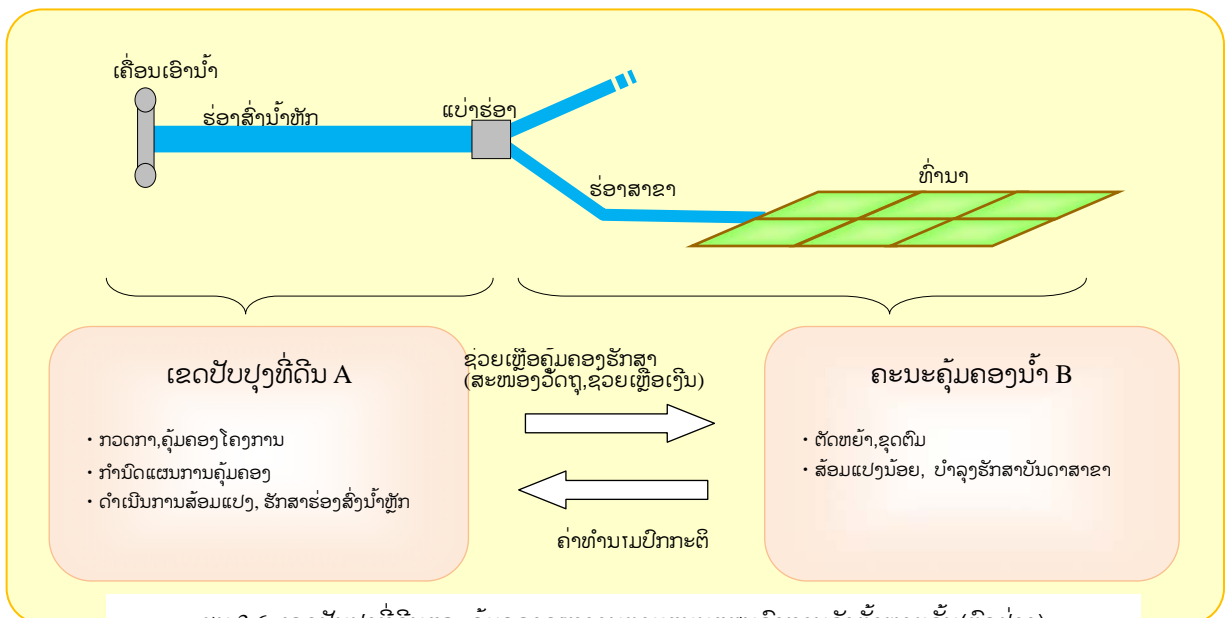 ເຄື່ອນເອົານ້ຳ
ຮ່ອາສົ່ານ້ຳຫັກ
ແບ່າຮ່ອາ
ຮ່ອາສາຂາ
ທົ່ານາ
ເຂດປັບປຸງທີ່ດີນ A
・ກວດກາ,ຄຸ້ມຄອງໂຄງການ
・ກຳນົດແຜນການຄຸ້ມຄອງ
・ດຳເນີນການສ້ອມແປງ, ຮັກສາຮ່ອງສົ່ງນ້ຳຫຼັກ
ຊ່ວຍເຫຼືອຄຸ້ມຄອງຮັກສາ
(ສະໜອງວັດຖຸ,ຊວຍເຫຼືອເງິນ)
ຄ່າທຳນຽມປົກກະຕິ
ຄະນະຄຸ້ມຄອງນ້ຳ B
・ຕັດຫຍ້າ,ຂຸດຕົມ
・ສ້ອມແປງນ້ອຍ, ບຳລຸງຮັກສາບັນດາສາຂາ